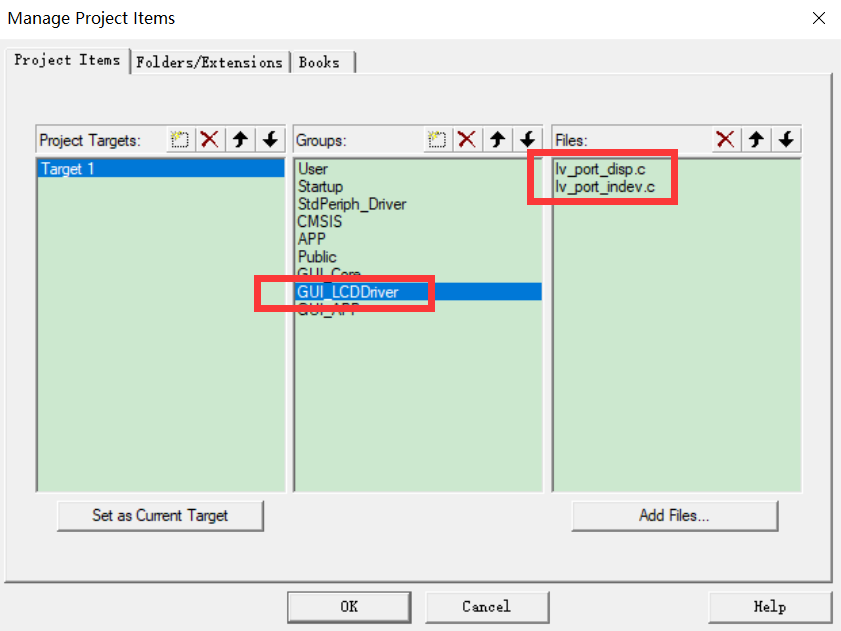 Manage Project Items
Project Items Folders/Extensions Books
Project Targets: Groups: Files:
Target 1
User
Startup
StdPeriph_Driver
CMSIS
APP
Public
GUI_Core
GUI_LCDDriver
GUI_APP
lv_port_disp.c
lv_port_indev.c
Set as Current Target
Add Files...
OK Cancel Help